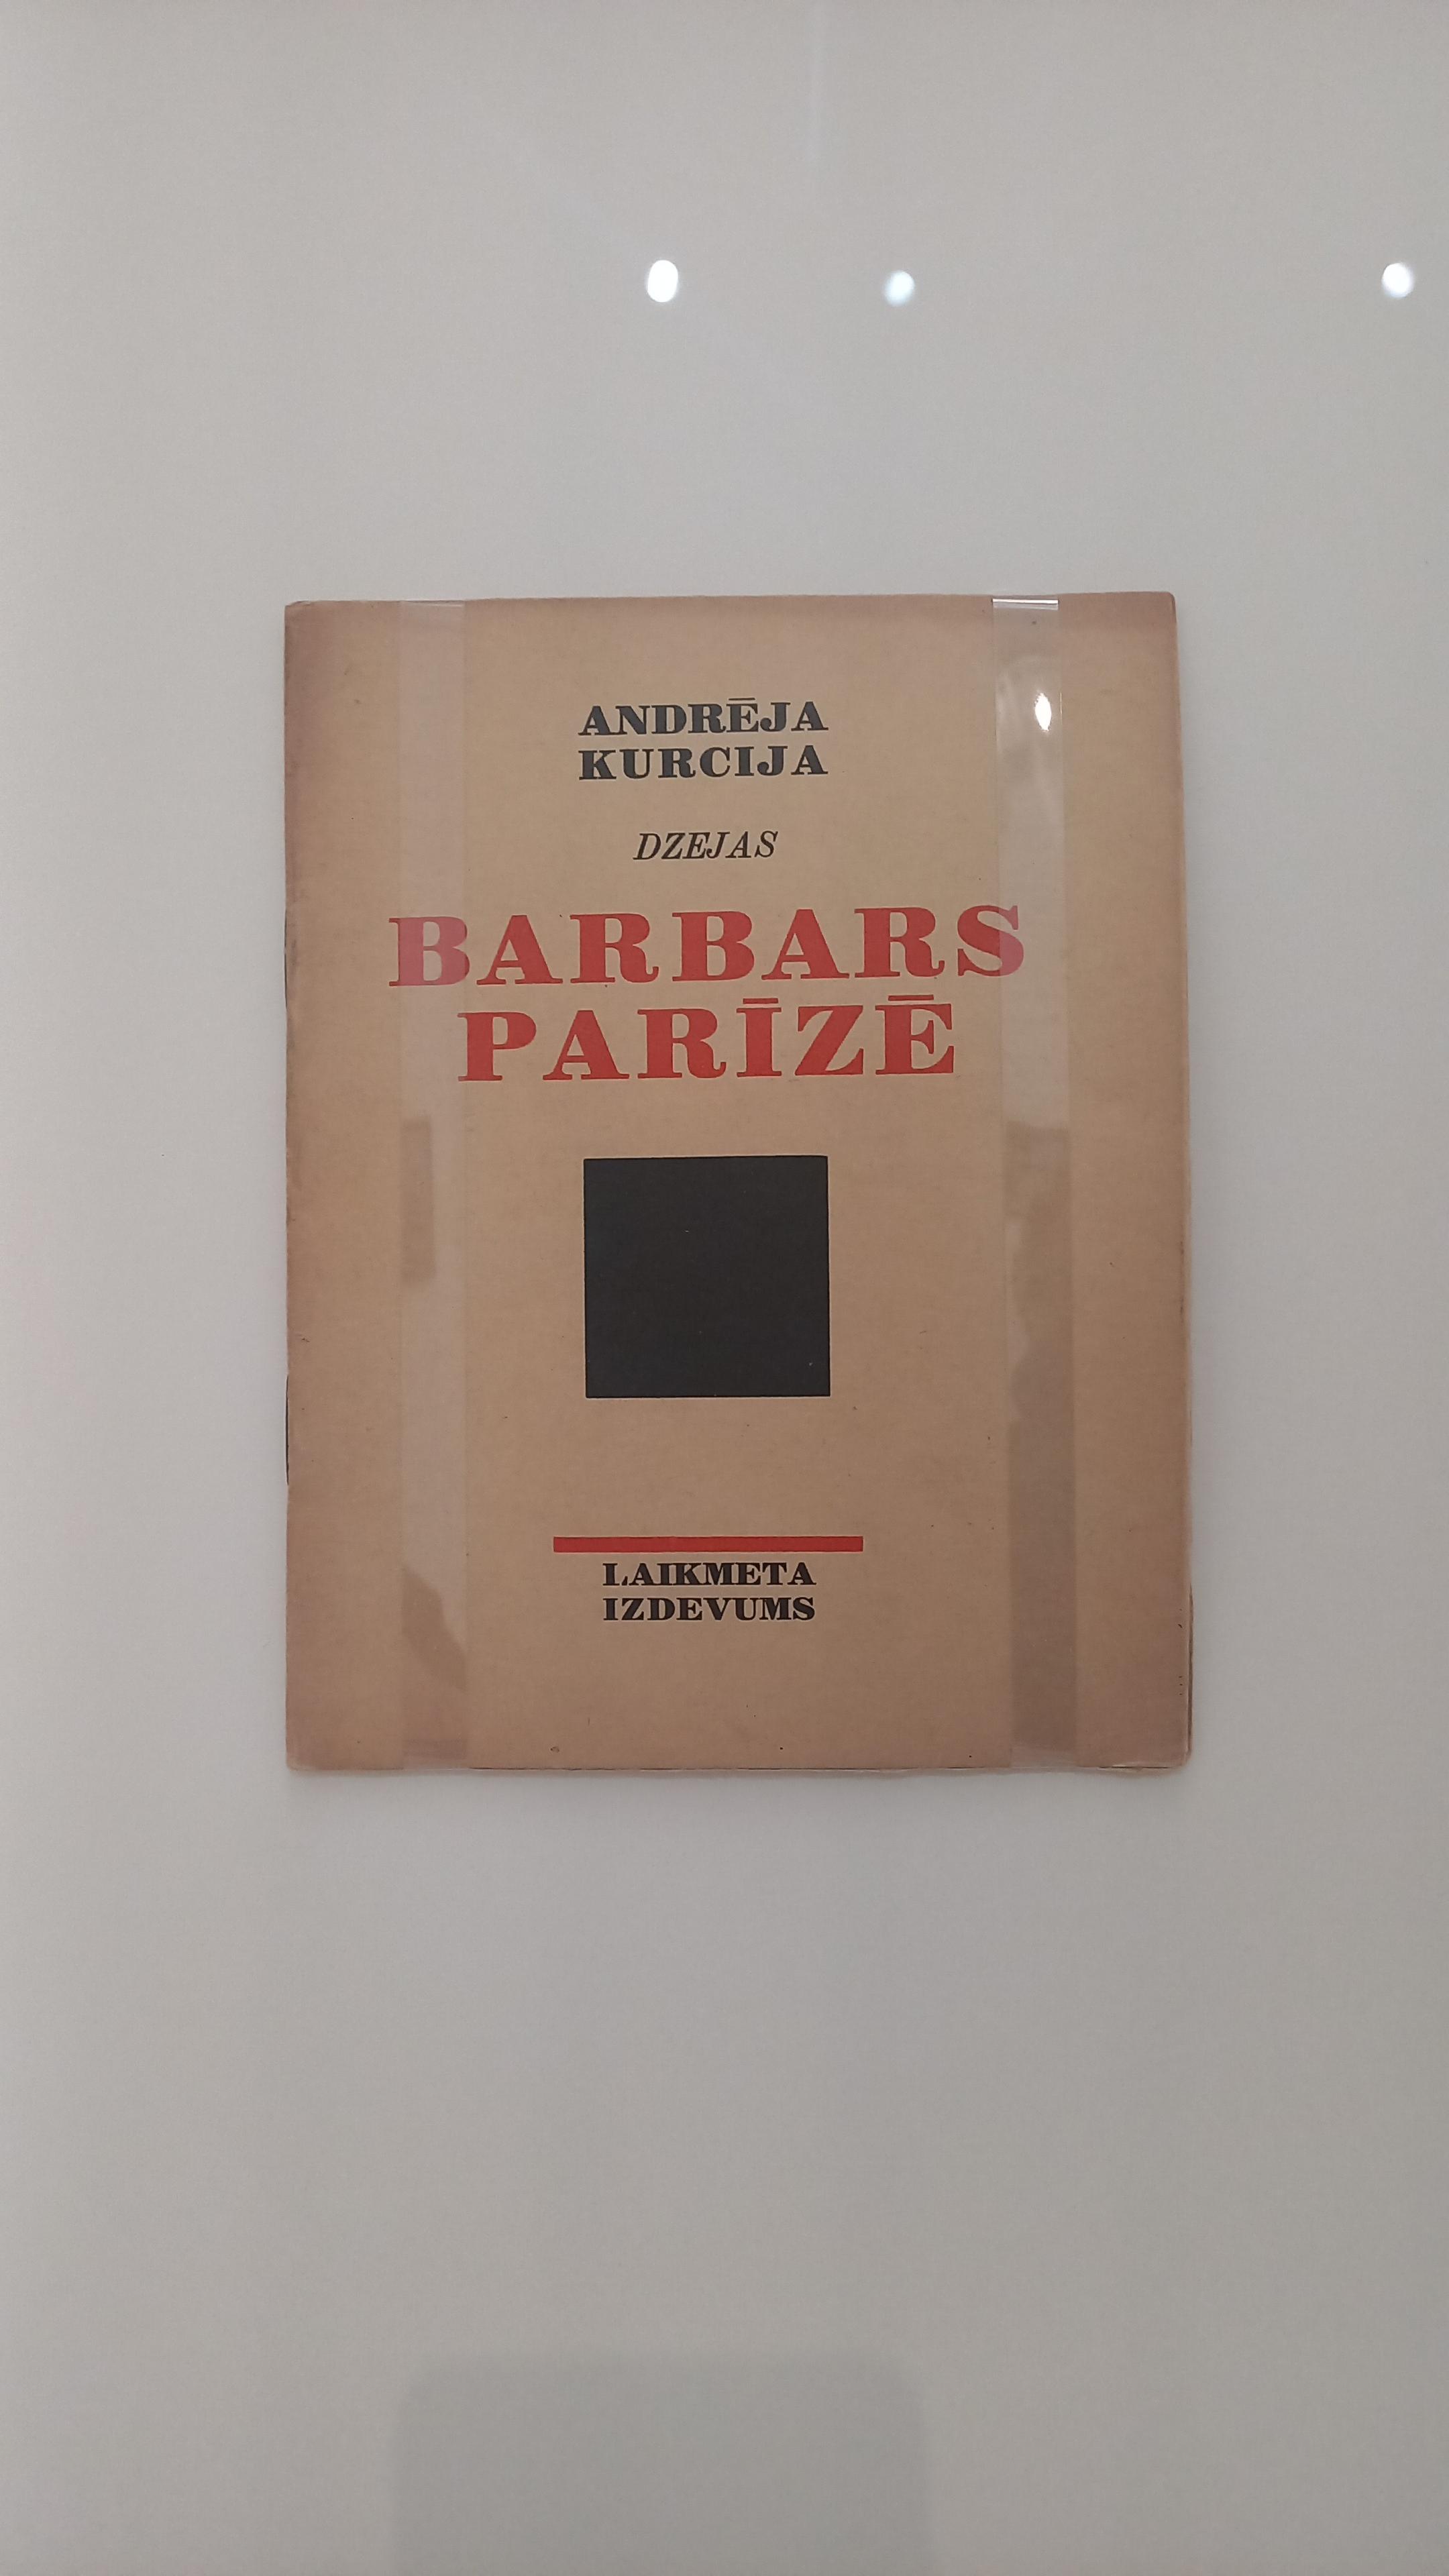 ANDRĒJA
KURCIJA
DZEJAS
BARBARS
PARĪZĒ
LAIKMETA
IZDEVUMS